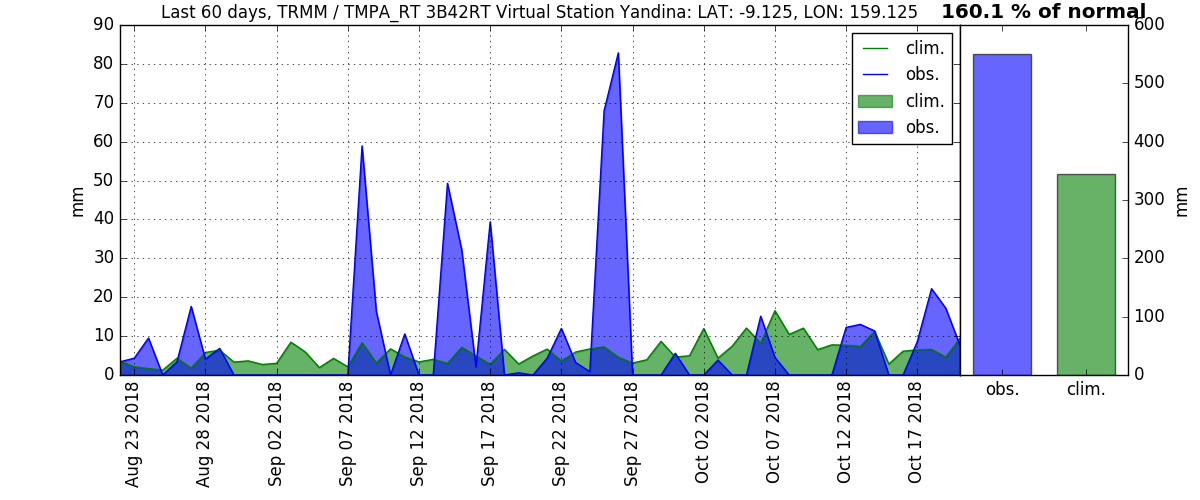 Last 60 days, TRMM / TMPA_RT 3B42RT Virtual Station Yandina: LAT: -9.125, LON: 159.125
160.1 % of normal
mm
90
80
70
60
50
40
30
20
10
0
clim.
obs.
clim.
obs.
Aug 23 2018
Aug 28 2018
Sep 02 2018
Sep 07 2018
Sep 12 2018
Sep 17 2018
Sep 22 2018
Sep 27 2018
Oct 02 2018
Oct 07 2018
Oct 12 2018
Oct 17 2018
600
500
400
300
200
100
0
mm
obs.
clim.